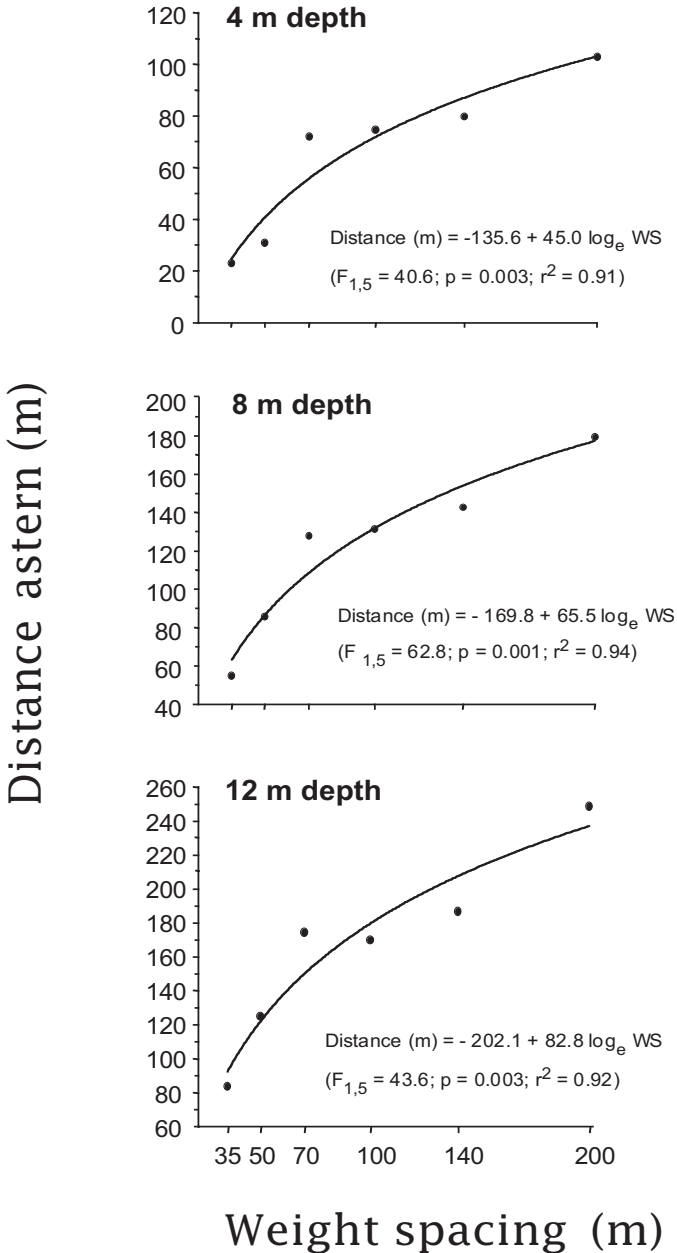 4 m depth
120
100
80
60
40
20
0
Distance (m) = -135.6 + 45.0 logₑ WS
(F₁,₅ = 40.6; p = 0.003; r² = 0.91)
Distance astern (m)
8 m depth
200
180
160
140
120
100
80
60
40
Distance (m) = - 169.8 + 65.5 logₑ WS
(F ₁,₅ = 62.8; p = 0.001; r² = 0.94)
12 m depth
260
240
220
200
180
160
140
120
100
80
60
Distance (m) = - 202.1 + 82.8 logₑ WS
(F₁,₅ = 43.6; p = 0.003; r² = 0.92)
35 50 70 100 140 200
Weight spacing (m)